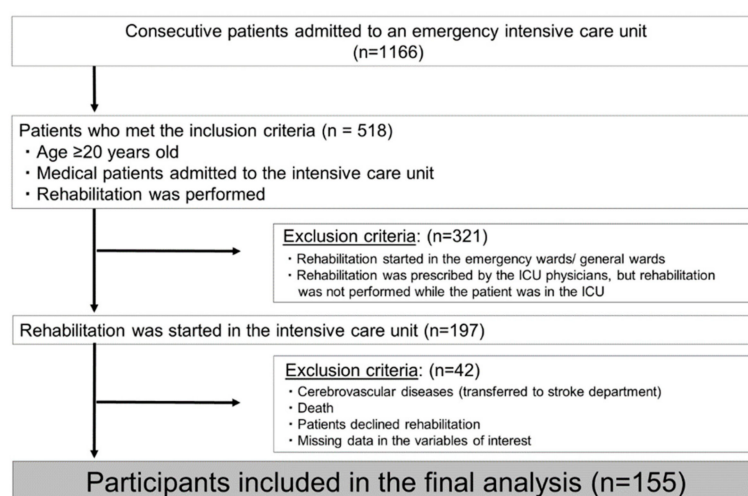 Consecutive patients admitted to an emergency intensive care unit
(n=1166)
Patients who met the inclusion criteria (n = 518)
・Age ≥20 years old
・Medical patients admitted to the intensive care unit
・Rehabilitation was performed
Exclusion criteria: (n=321)
・Rehabilitation started in the emergency wards/ general wards
・Rehabilitation was prescribed by the ICU physicians, but rehabilitation
was not performed while the patient was in the ICU
Rehabilitation was started in the intensive care unit (n=197)
Exclusion criteria: (n=42)
・Cerebrovascular diseases (transferred to stroke department)
・Death
・Patients declined rehabilitation
・Missing data in the variables of interest
Participants included in the final analysis (n=155)